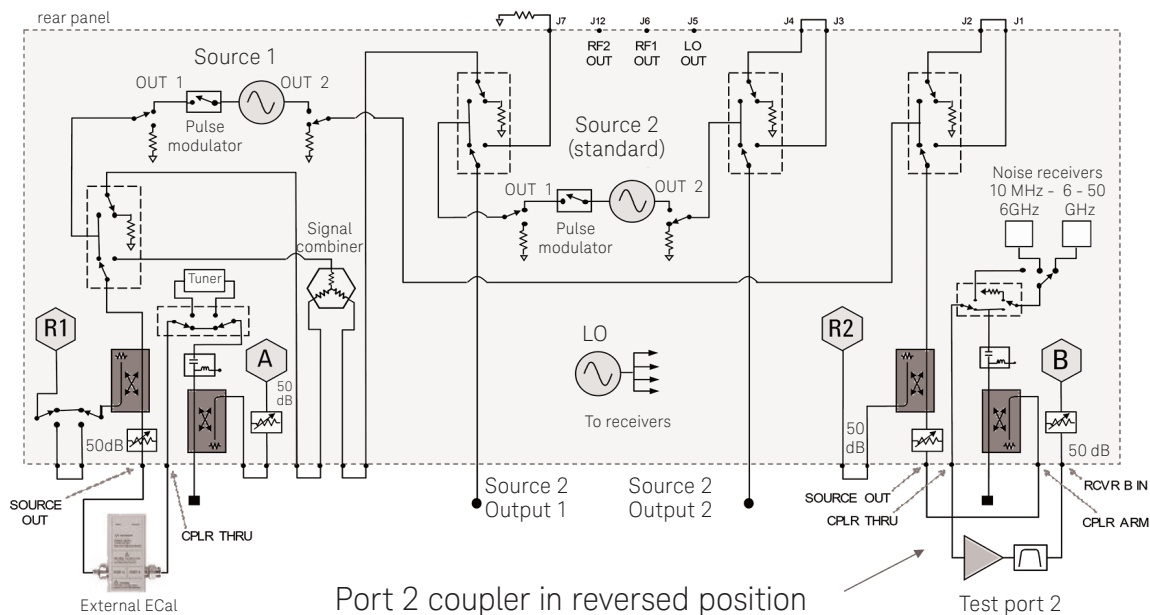 rear panel
J7
J12
J6
J5
J4
J3
J2
J1
RF2
OUT
RF1
OUT
LO
OUT
Source 1
OUT 1
OUT 2
Pulse
modulator
Source 2
(standard)
OUT 1
OUT 2
Pulse
modulator
Noise receivers
10 MHz -
6GHz
6 - 50
GHz
Signal
combiner
Tuner
R1
A
LO
R2
B
50
dB
50dB
To receivers
50
dB
50 dB
SOURCE
OUT
CPLR THRU
Source 2
Output 1
Source 2
Output 2
SOURCE OUT
CPLR THRU
RCVR B IN
CPLR ARM
External ECal
Port 2 coupler in reversed position
Test port 2